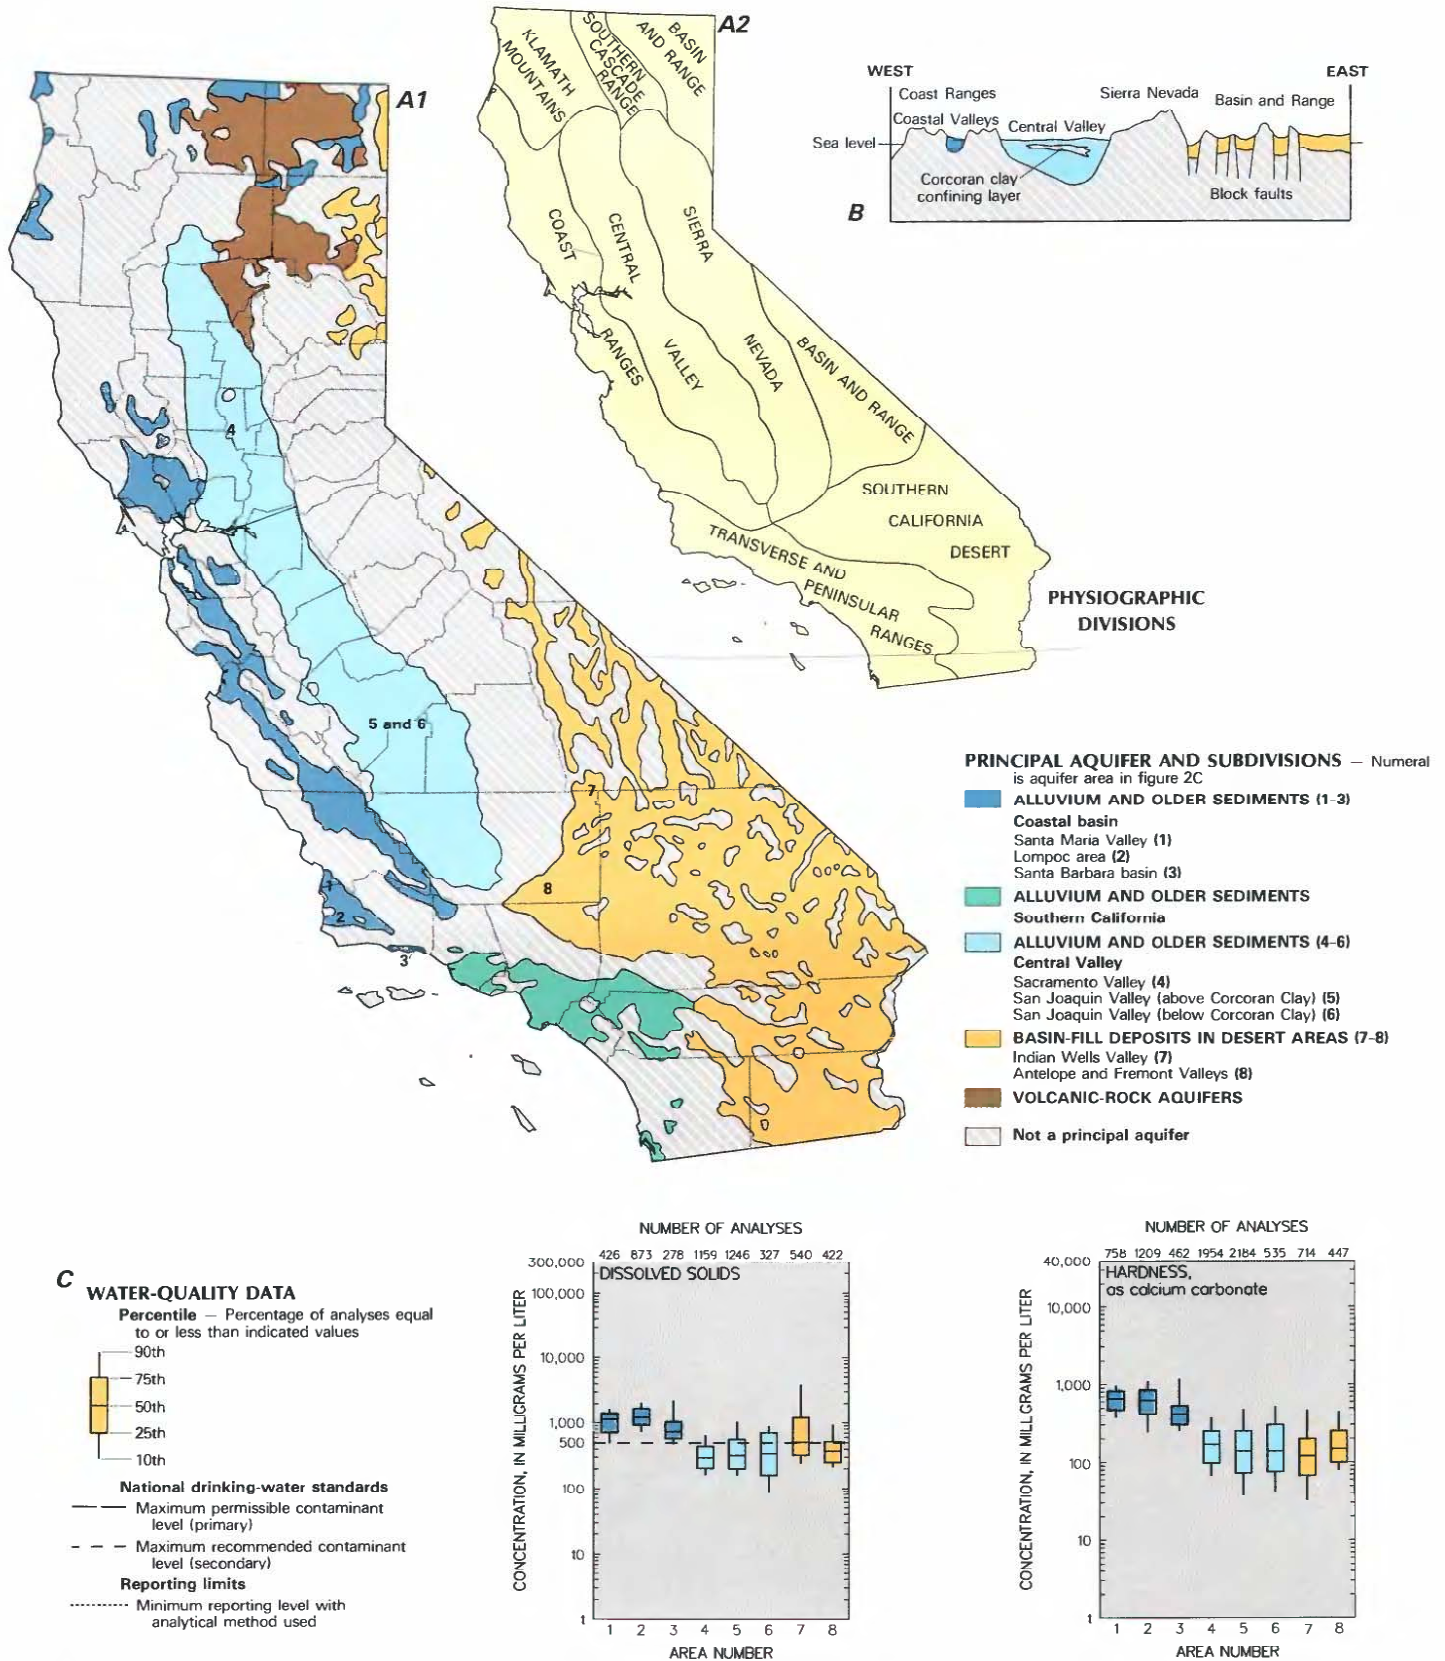 A1
4
5 and 6
7
8
1
2
3
A2
KLAMATH
MOUNTAINS
SOUTHERN
CASCADE
RANGE
BASIN
AND RANGE
COAST
RANGES
CENTRAL
VALLEY
SIERRA
NEVADA
BASIN AND RANGE
SOUTHERN
CALIFORNIA
DESERT
TRANSVERSE AND
PENINSULAR
RANGES
PHYSIOGRAPHIC
DIVISIONS
WEST
EAST
Coast Ranges
Coastal Valleys
Central Valley
Sierra Nevada
Basin and Range
Sea level
Corcoran clay
confining layer
Block faults
B
PRINCIPAL AQUIFER AND SUBDIVISIONS — Numeral
is aquifer area in figure 2C
ALLUVIUM AND OLDER SEDIMENTS (1-3)
Coastal basin
Santa Maria Valley (1)
Lompoc area (2)
Santa Barbara basin (3)
ALLUVIUM AND OLDER SEDIMENTS
Southern California
ALLUVIUM AND OLDER SEDIMENTS (4-6)
Central Valley
Sacramento Valley (4)
San Joaquin Valley (above Corcoran Clay) (5)
San Joaquin Valley (below Corcoran Clay) (6)
BASIN-FILL DEPOSITS IN DESERT AREAS (7-8)
Indian Wells Valley (7)
Antelope and Fremont Valleys (8)
VOLCANIC-ROCK AQUIFERS
Not a principal aquifer
C
WATER-QUALITY DATA
Percentile — Percentage of analyses equal
to or less than indicated values
90th
75th
50th
25th
10th
National drinking-water standards
Maximum permissible contaminant
level (primary)
Maximum recommended contaminant
level (secondary)
Reporting limits
Minimum reporting level with
analytical method used
NUMBER OF ANALYSES
426 873 278 1159 1246 327 540 422
DISSOLVED SOLIDS
CONCENTRATION, IN MILLIGRAMS PER LITER
300,000
100,000
10,000
1,000
500
100
10
1
1 2 3 4 5 6 7 8
AREA NUMBER
NUMBER OF ANALYSES
758 1209 462 1954 2184 535 714 447
HARDNESS,
as calcium carbonate
CONCENTRATION, IN MILLIGRAMS PER LITER
40,000
10,000
1,000
100
10
1
1 2 3 4 5 6 7 8
AREA NUMBER